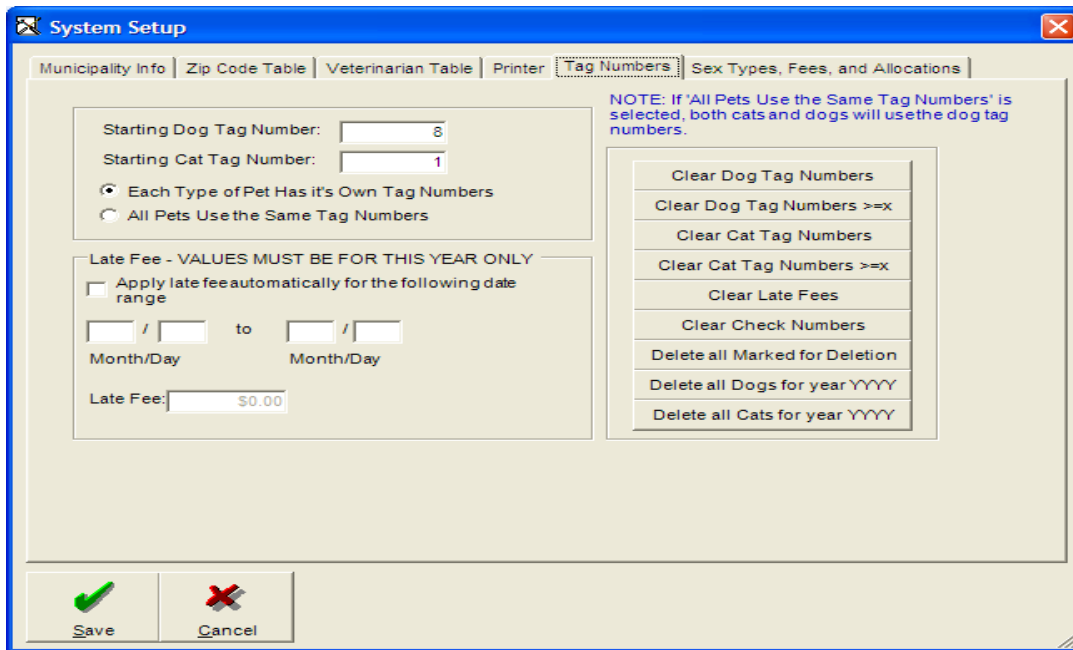 System Setup
Municipality Info
Zip Code Table
Veterinarian Table
Printer
Tag Numbers
Sex Types, Fees, and Allocations
Starting Dog Tag Number:
8
Starting Cat Tag Number:
1
Each Type of Pet Has it's Own Tag Numbers
All Pets Use the Same Tag Numbers
Late Fee - VALUES MUST BE FOR THIS YEAR ONLY
Apply late fee automatically for the following date
range
/ to /
Month/Day Month/Day
Late Fee: $0.00
NOTE: If 'All Pets Use the Same Tag Numbers' is
selected, both cats and dogs will use the dog tag
numbers.
Clear Dog Tag Numbers
Clear Dog Tag Numbers >=x
Clear Cat Tag Numbers
Clear Cat Tag Numbers >=x
Clear Late Fees
Clear Check Numbers
Delete all Marked for Deletion
Delete all Dogs for year YYYY
Delete all Cats for year YYYY
Save
Cancel